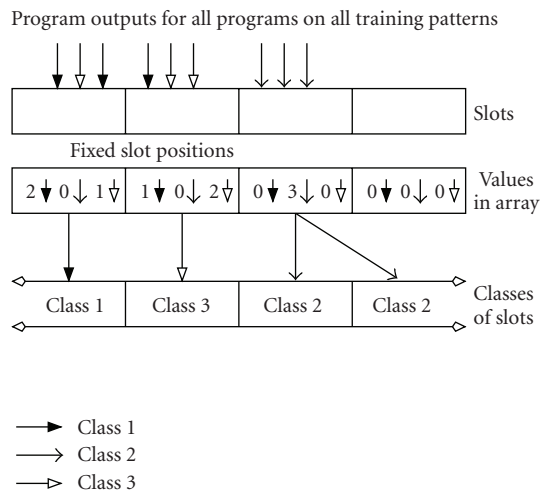 Program outputs for all programs on all training patterns
Slots
Fixed slot positions
2 0 1 1 0 2 0 3 0 0 0 0
Values
in array
Class 1 Class 3 Class 2 Class 2
Classes
of slots
Class 1
Class 2
Class 3